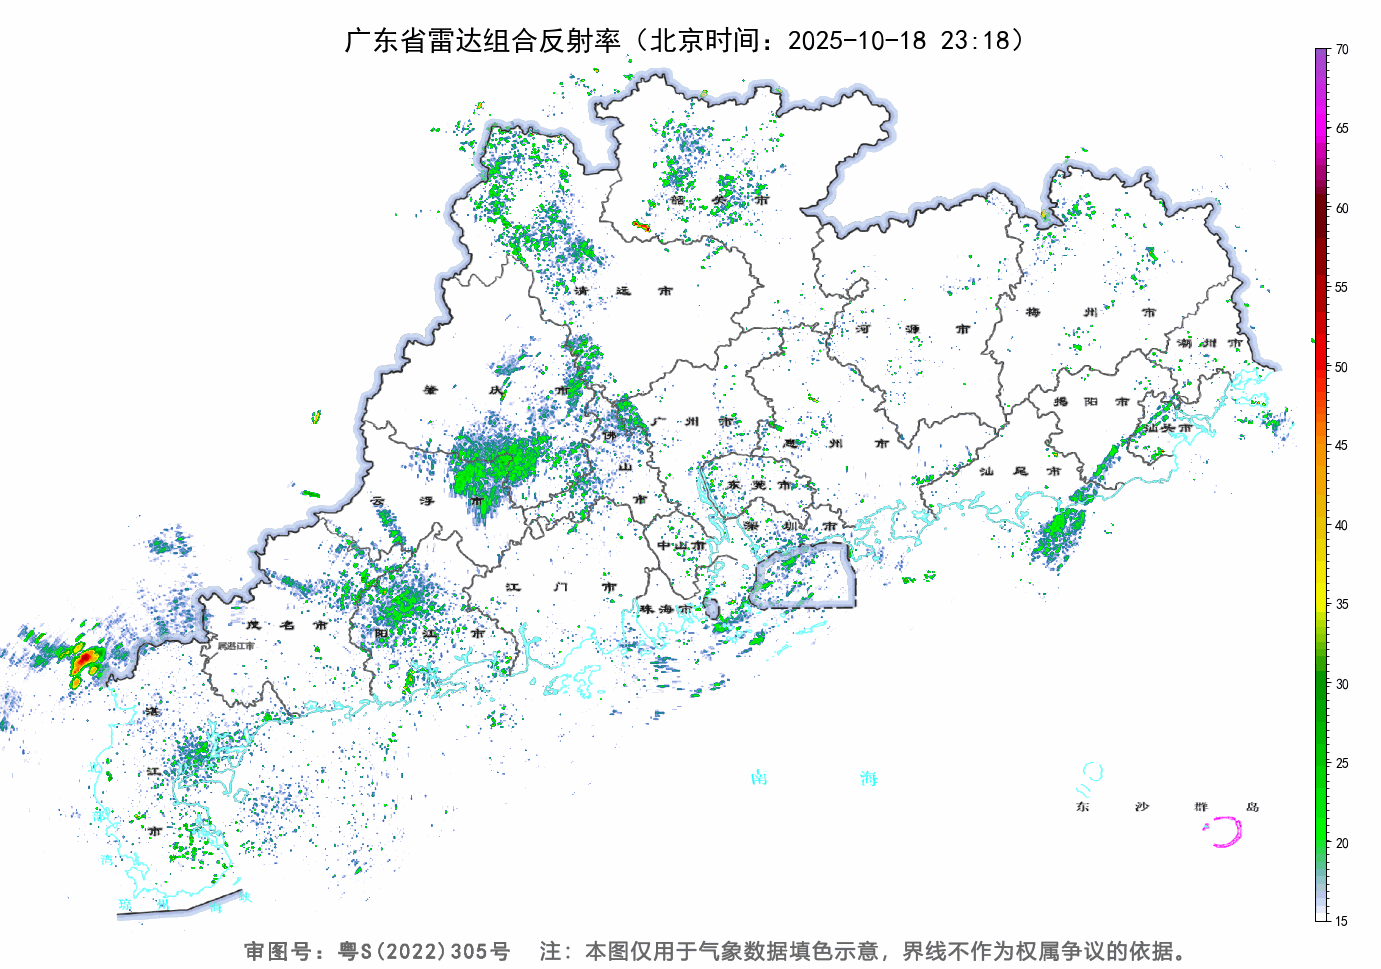 广东省雷达组合反射率（北京时间：2025-10-18 23:18）
70
65
60
55
50
45
40
35
30
25
20
15
韶关市
清远市
河源市
梅州市
潮州市
肇庆市
广州市
惠州市
揭阳市
汕头市
佛山市
云浮市
东莞市
汕尾市
深圳市
中山市
江门市
珠海市
茂名市
阳江市
属湛江市
湛江市
北部湾
琼州海峡
南海
东沙群岛
审图号：粤S(2022)305号 注：本图仅用于气象数据填色示意，界线不作为权属争议的依据。